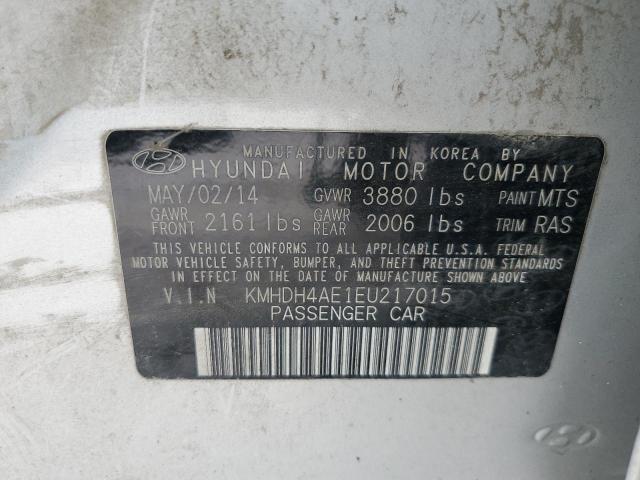 MANUFACTURED IN KOREA BY
HYUNDAI MOTOR COMPANY
MAY/02/14 GVWR 3880 lbs PAINT MTS
GAWR FRONT 2161 lbs GAWR REAR 2006 lbs TRIM RAS
THIS VEHICLE CONFORMS TO ALL APPLICABLE U.S.A. FEDERAL
MOTOR VEHICLE SAFETY, BUMPER, AND THEFT PREVENTION STANDARDS
IN EFFECT ON THE DATE OF MANUFACTURE SHOWN ABOVE.
V.I.N KMHDH4AE1EU217015
PASSENGER CAR